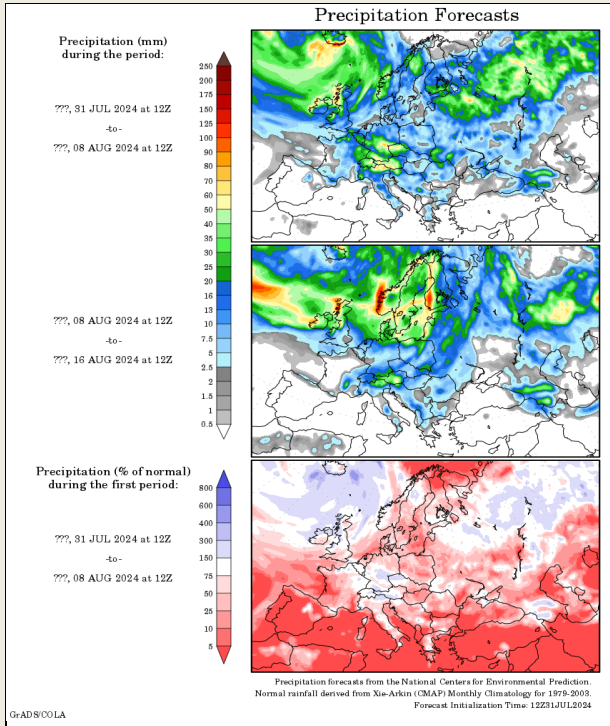 Precipitation Forecasts
Precipitation (mm)
during the period:
???, 31 JUL 2024 at 12Z
-to-
???, 08 AUG 2024 at 12Z
250
200
175
150
125
100
90
80
70
60
50
40
35
30
25
20
16
13
10
7.5
5
2.5
2
1.5
1
0.5
???, 08 AUG 2024 at 12Z
-to-
???, 16 AUG 2024 at 12Z
Precipitation (% of normal)
during the first period:
???, 31 JUL 2024 at 12Z
-to-
???, 08 AUG 2024 at 12Z
800
600
400
300
150
75
50
25
10
5
Precipitation forecasts from the National Centers for Environmental Prediction.
Normal rainfall derived from Xie-Arkin (CMAP) Monthly Climatology for 1979-2003.
Forecast Initialization Time: 12Z31JUL2024
GrADS/COLA